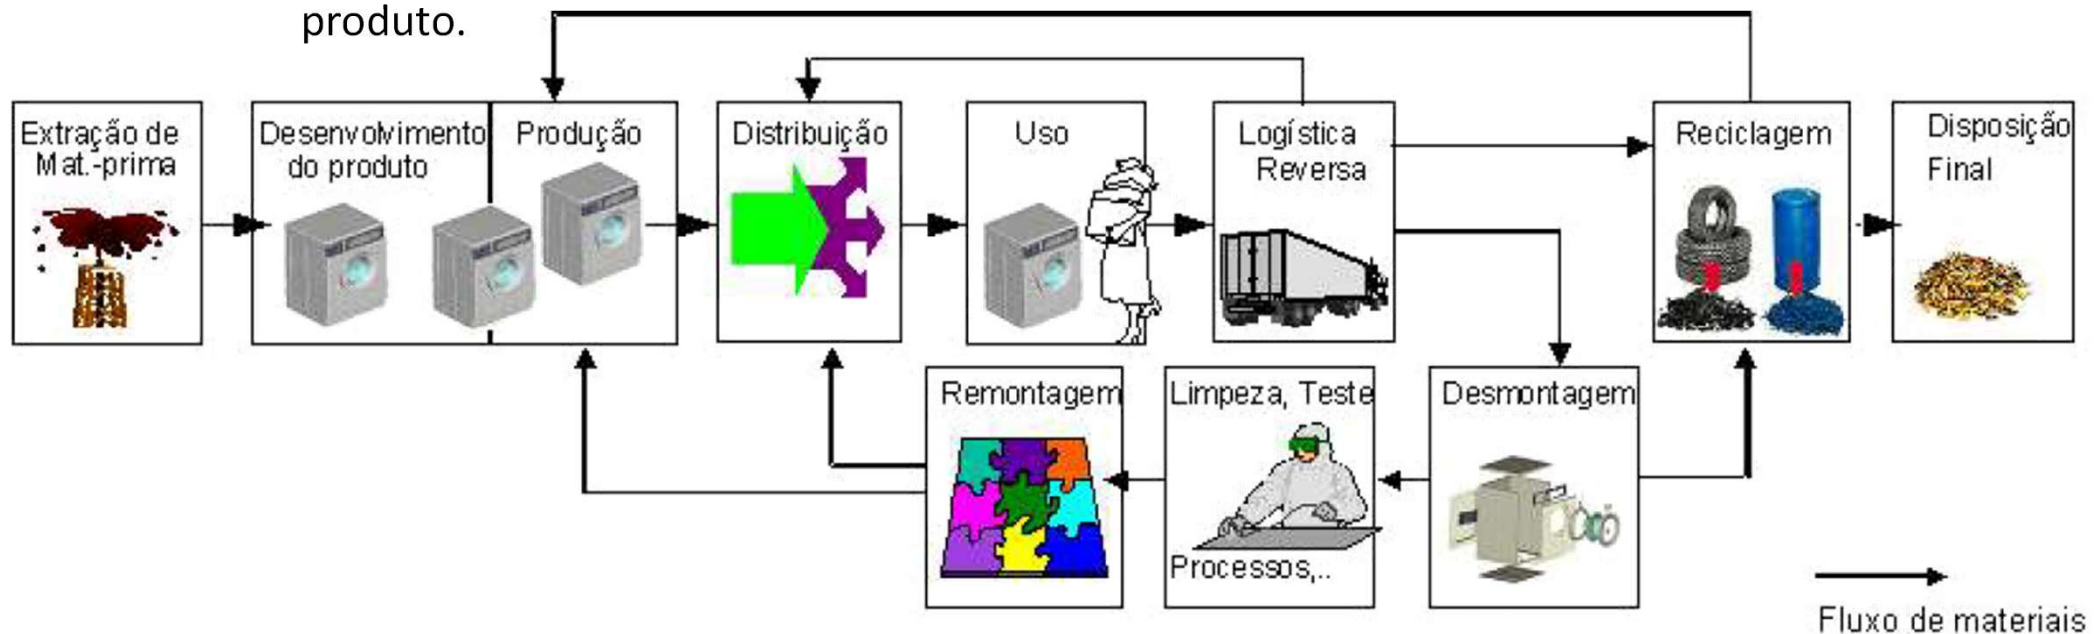 produto.
Extração de
Mat.-prima
Desenvolvimento
do produto
Produção
Distribuição
Uso
Logística
Reversa
Reciclagem
Disposição
Final
Remontagem
Limpeza, Teste
Processos,..
Desmontagem
Fluxo de materiais